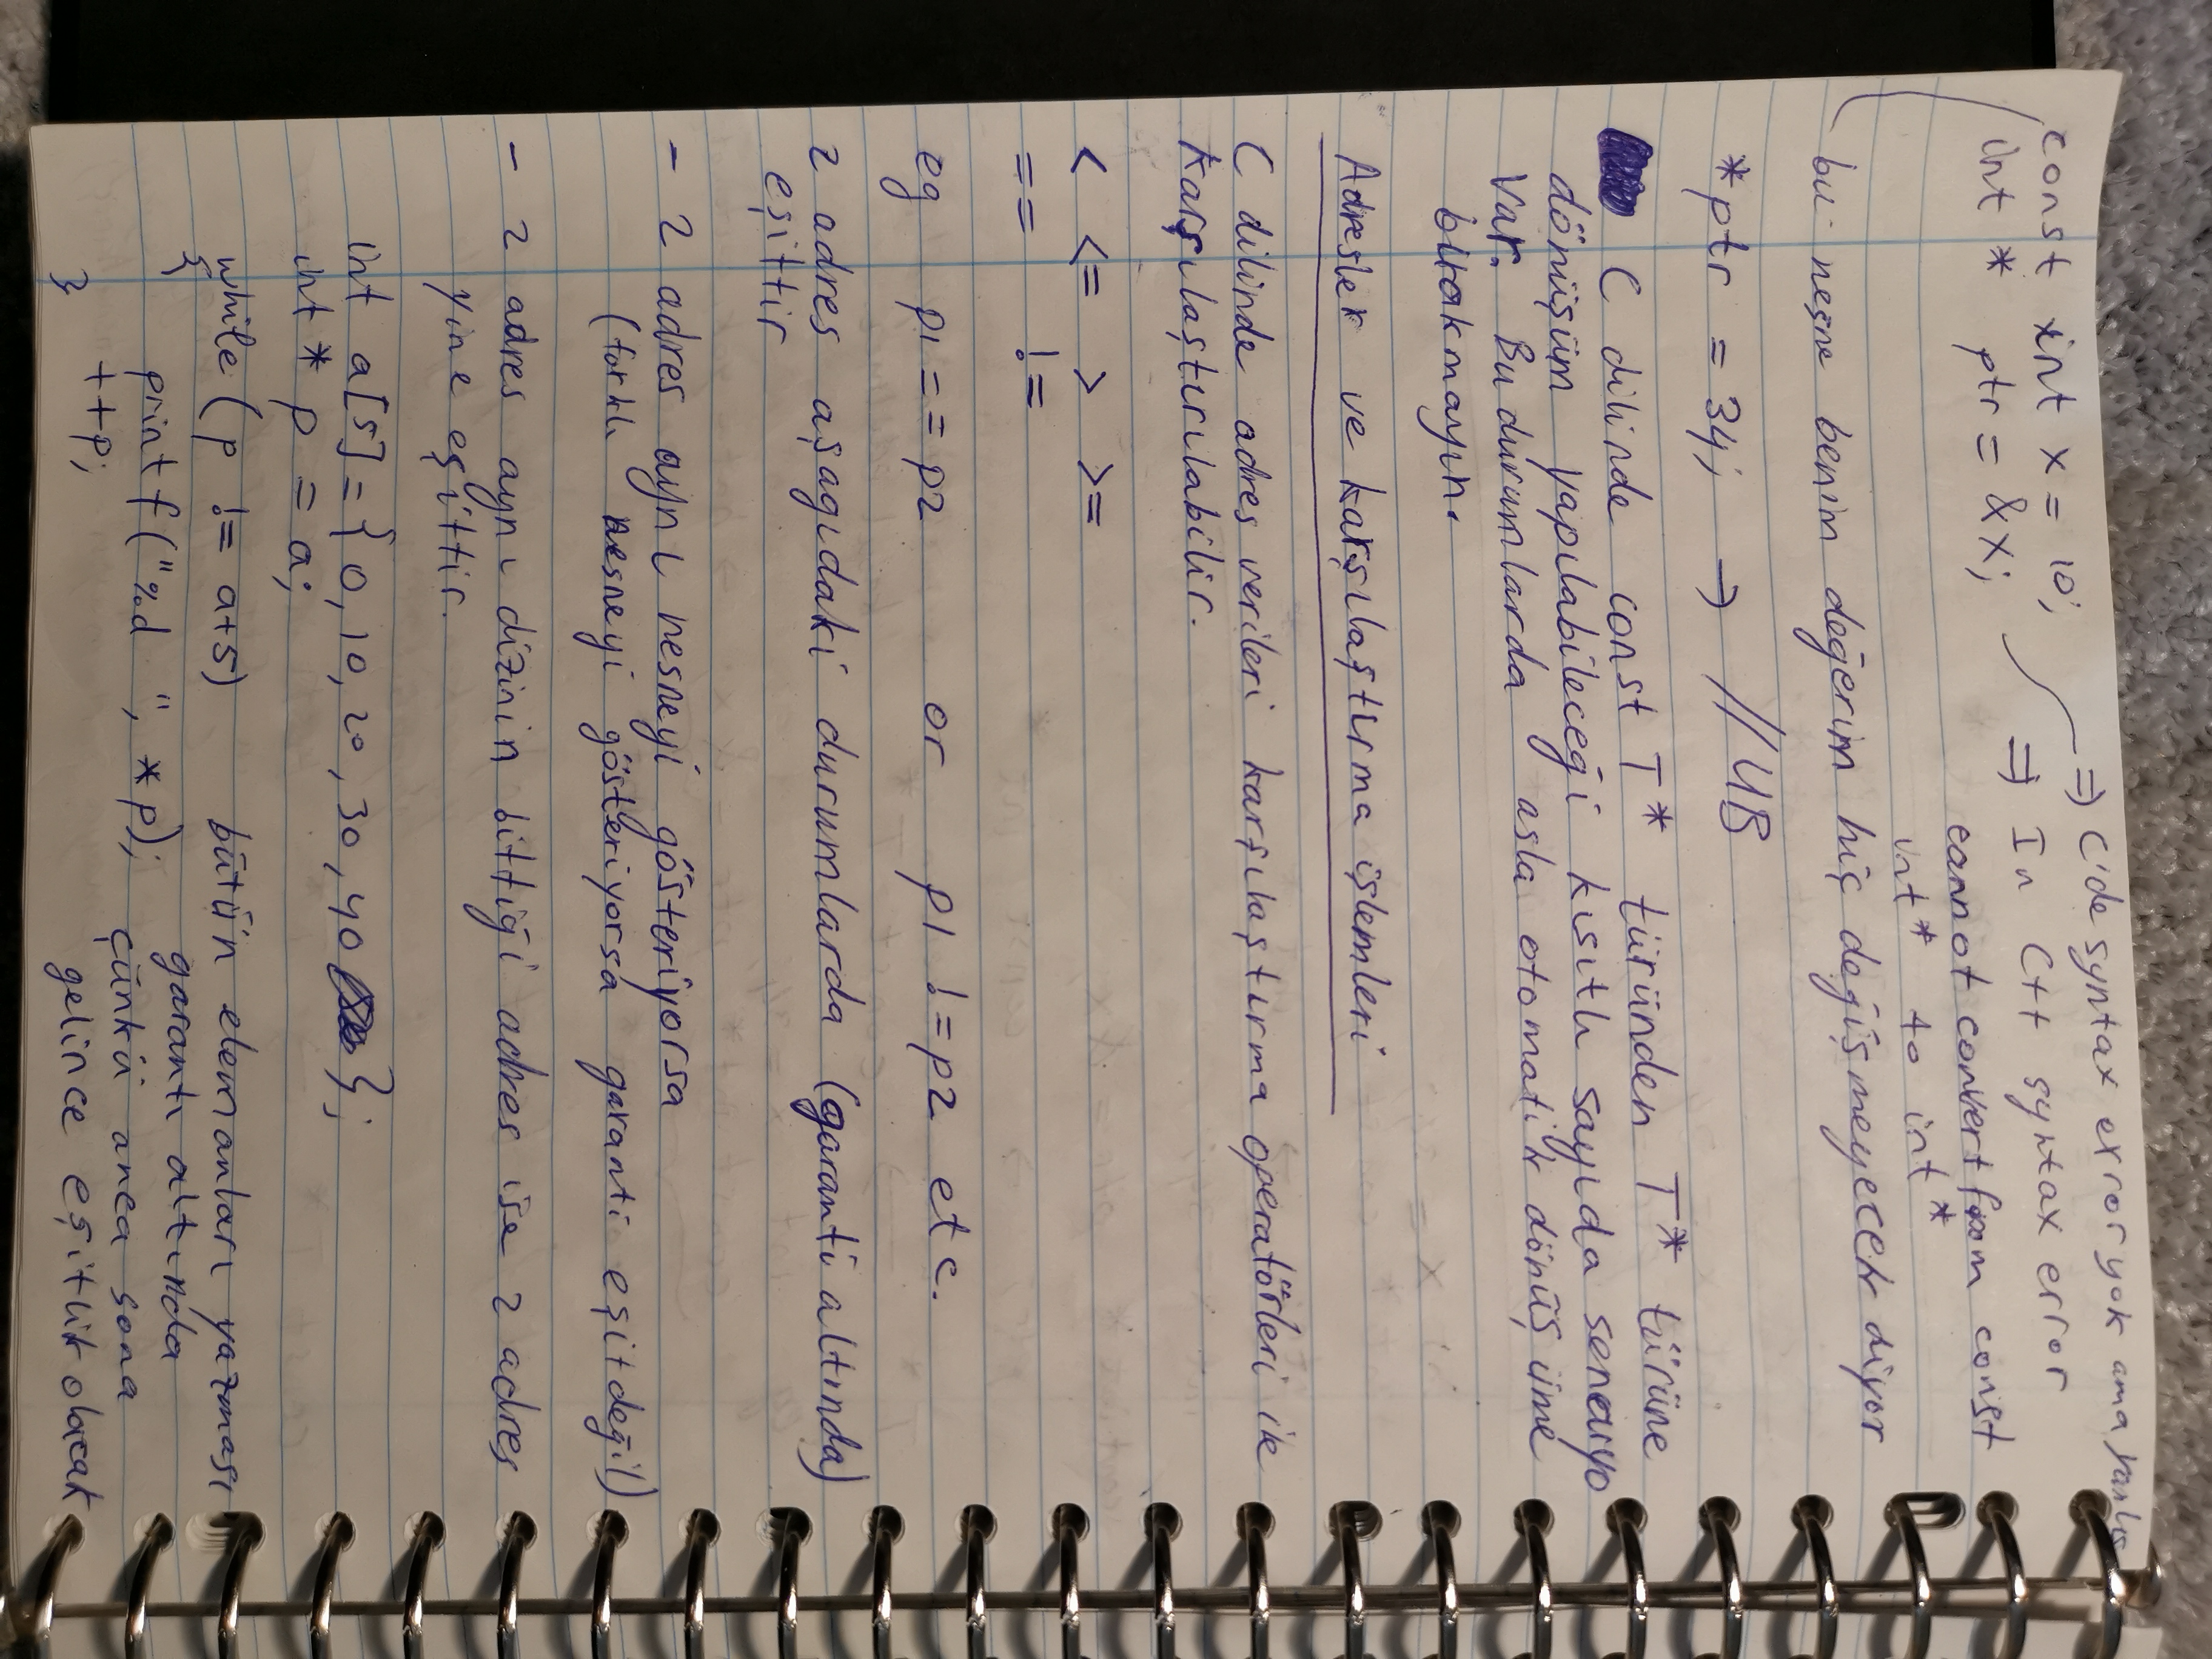 const int x = 10;
int * ptr = &x;
=> C'de syntax error yok ama yanlış
=> In C++ syntax error
cannot convert from const
int* to int*
bu nesne benim değerim hiç değişmeyecek diyor
*ptr = 34; -> //UB
C dilinde const T* türünden T* türüne
dönüşüm yapılabileceği kısıtlı sayıda senaryo
var. Bu durumlarda asla otomatik dönüşüme
bırakmayın.
Adresler ve karşılaştırma işlemleri
C dilinde adres verileri karşılaştırma operatörleri ile
karşılaştırılabilir.
< <= > >=
== !=
eg p1 == p2 or p1 != p2 etc.
2 adres aşagıdaki durumlarda (garanti altında)
eşittir
- 2 adres aynı nesneyi gösteriyorsa
(farklı nesneyi gösteriyorsa garanti eşit değil)
- 2 adres aynı dizinin bittiği adres ise 2 adres
yine eşittir.
int a[5] = {0, 10, 20, 30, 40};
int * p = a;
while (p != a+5) bütün elemanları yazması
{ garantı altında
printf("%d ", *p); çünkü anca sona
++p; gelince eşitlik olacak
}